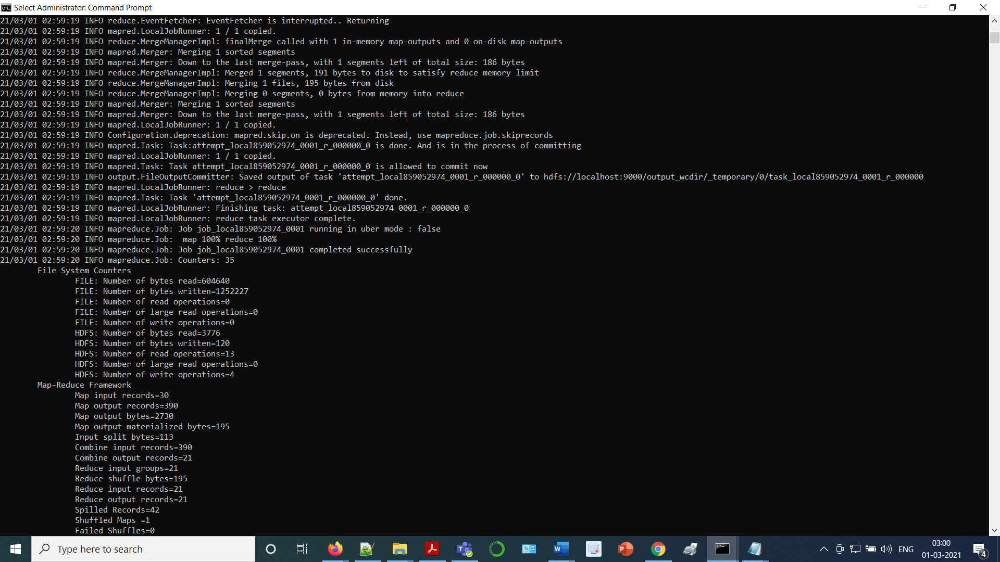 Select Administrator: Command Prompt
21/03/01 02:59:19 INFO reduce.EventFetcher: EventFetcher is interrupted.. Returning
21/03/01 02:59:19 INFO mapred.LocalJobRunner: 1 / 1 copied.
21/03/01 02:59:19 INFO reduce.MergeManagerImpl: finalMerge called with 1 in-memory map-outputs and 0 on-disk map-outputs
21/03/01 02:59:19 INFO mapred.Merger: Merging 1 sorted segments
21/03/01 02:59:19 INFO mapred.Merger: Down to the last merge-pass, with 1 segments left of total size: 186 bytes
21/03/01 02:59:19 INFO reduce.MergeManagerImpl: Merged 1 segments, 191 bytes to disk to satisfy reduce memory limit
21/03/01 02:59:19 INFO reduce.MergeManagerImpl: Merging 1 files, 195 bytes from disk
21/03/01 02:59:19 INFO reduce.MergeManagerImpl: Merging 0 segments, 0 bytes from memory into reduce
21/03/01 02:59:19 INFO mapred.Merger: Merging 1 sorted segments
21/03/01 02:59:19 INFO mapred.Merger: Down to the last merge-pass, with 1 segments left of total size: 186 bytes
21/03/01 02:59:19 INFO mapred.LocalJobRunner: 1 / 1 copied.
21/03/01 02:59:19 INFO Configuration.deprecation: mapred.skip.on is deprecated. Instead, use mapreduce.job.skiprecords
21/03/01 02:59:19 INFO mapred.Task: Task:attempt_local859052974_0001_r_000000_0 is done. And is in the process of committing
21/03/01 02:59:19 INFO mapred.LocalJobRunner: 1 / 1 copied.
21/03/01 02:59:19 INFO mapred.Task: Task attempt_local859052974_0001_r_000000_0 is allowed to commit now
21/03/01 02:59:19 INFO output.FileOutputCommitter: Saved output of task 'attempt_local859052974_0001_r_000000_0' to hdfs://localhost:9000/output_wcdir/_temporary/0/task_local859052974_0001_r_000000
21/03/01 02:59:19 INFO mapred.LocalJobRunner: reduce > reduce
21/03/01 02:59:19 INFO mapred.Task: Task 'attempt_local859052974_0001_r_000000_0' done.
21/03/01 02:59:19 INFO mapred.LocalJobRunner: Finishing task: attempt_local859052974_0001_r_000000_0
21/03/01 02:59:19 INFO mapred.LocalJobRunner: reduce task executor complete.
21/03/01 02:59:20 INFO mapreduce.Job: Job job_local859052974_0001 running in uber mode : false
21/03/01 02:59:20 INFO mapreduce.Job:  map 100% reduce 100%
21/03/01 02:59:20 INFO mapreduce.Job: Job job_local859052974_0001 completed successfully
21/03/01 02:59:20 INFO mapreduce.Job: Counters: 35
File System Counters
FILE: Number of bytes read=604640
FILE: Number of bytes written=1252227
FILE: Number of read operations=0
FILE: Number of large read operations=0
FILE: Number of write operations=0
HDFS: Number of bytes read=3776
HDFS: Number of bytes written=120
HDFS: Number of read operations=13
HDFS: Number of large read operations=0
HDFS: Number of write operations=4
Map-Reduce Framework
Map input records=30
Map output records=390
Map output bytes=2730
Map output materialized bytes=195
Input split bytes=113
Combine input records=390
Combine output records=21
Reduce input groups=21
Reduce shuffle bytes=195
Reduce input records=21
Reduce output records=21
Spilled Records=42
Shuffled Maps =1
Failed Shuffles=0
Type here to search
ENG
03:00
01-03-2021
4